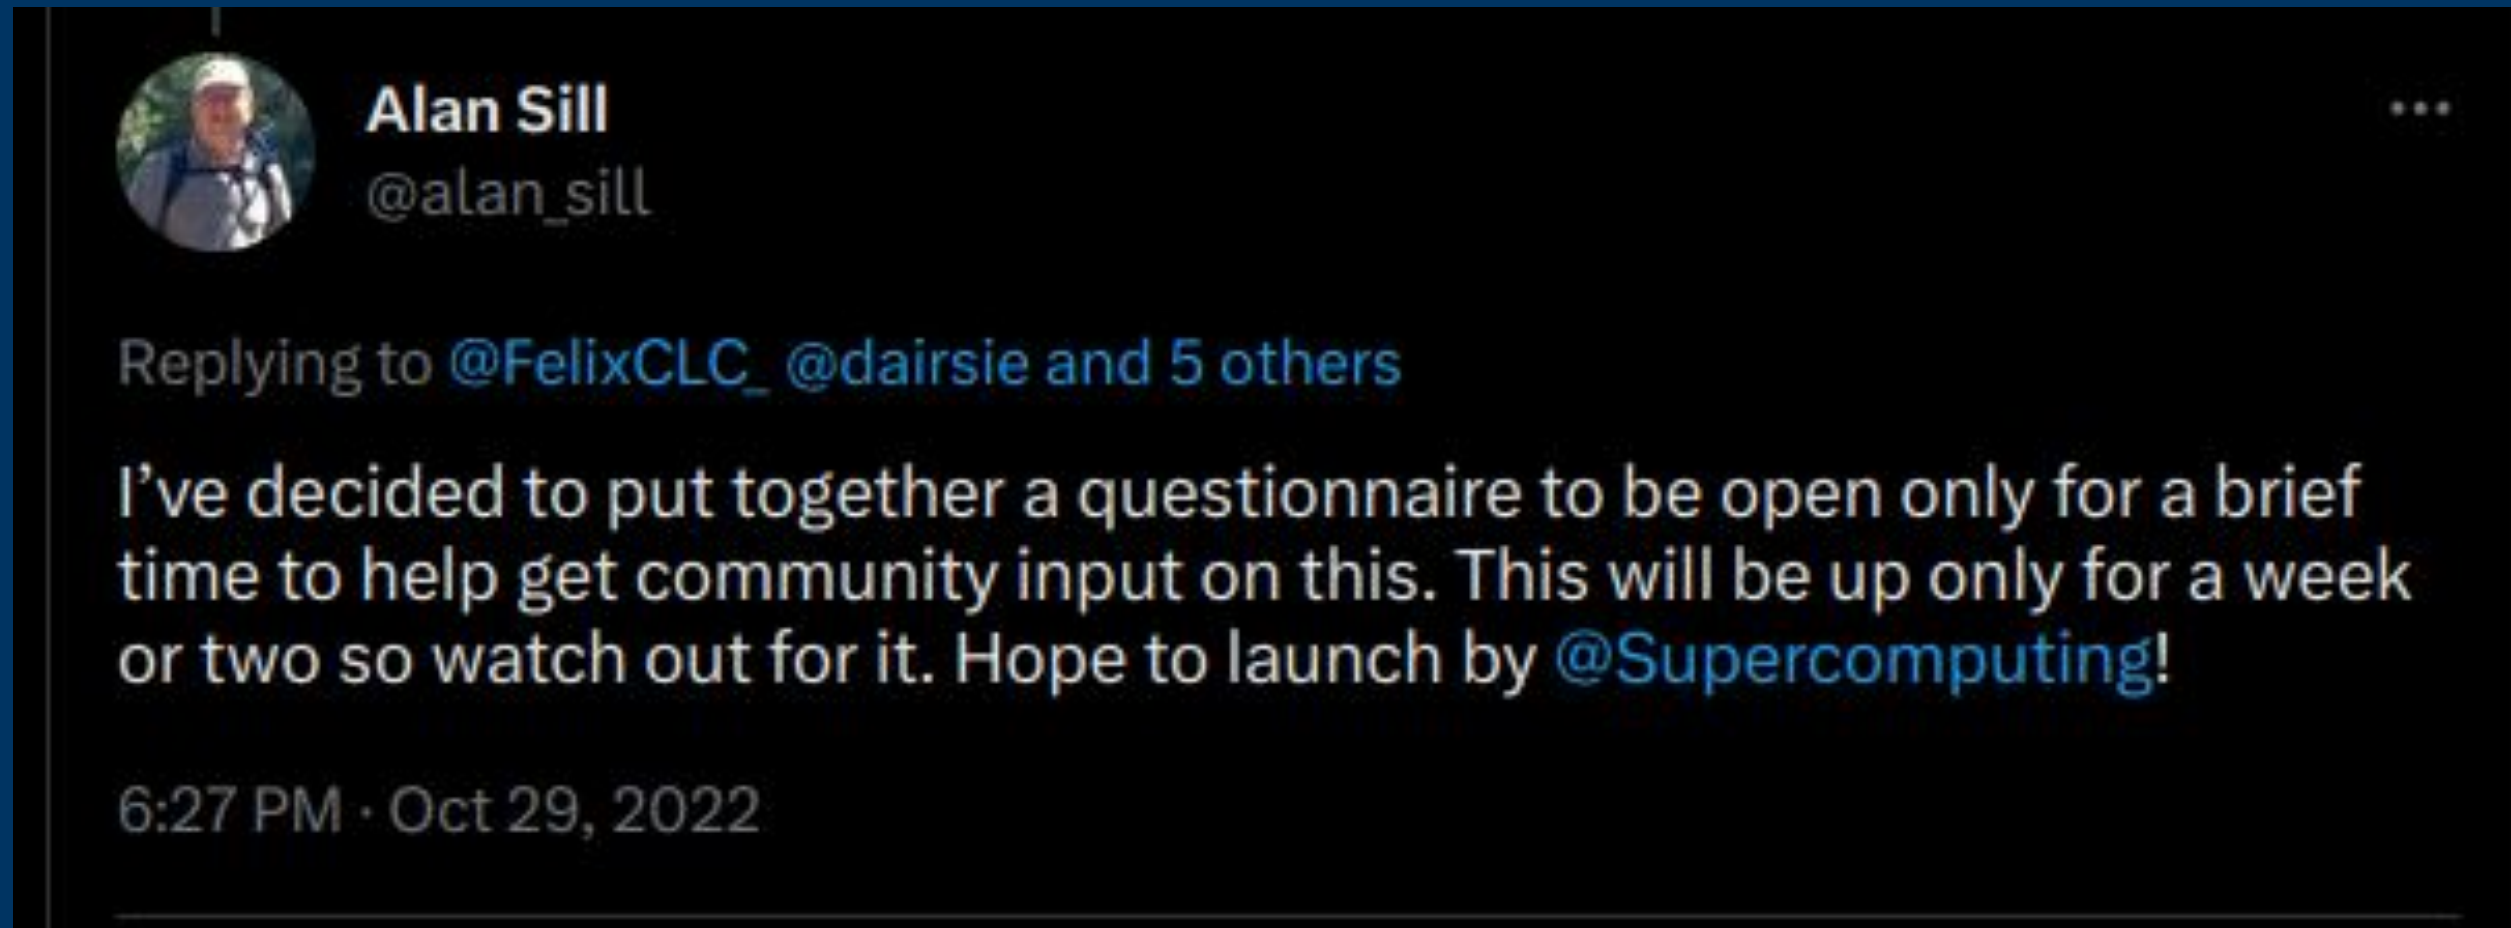 Alan Sill
@alan_sill
Replying to @FelixCLC_ @dairsie and 5 others
I’ve decided to put together a questionnaire to be open only for a brief
time to help get community input on this. This will be up only for a week
or two so watch out for it. Hope to launch by @Supercomputing!
6:27 PM · Oct 29, 2022